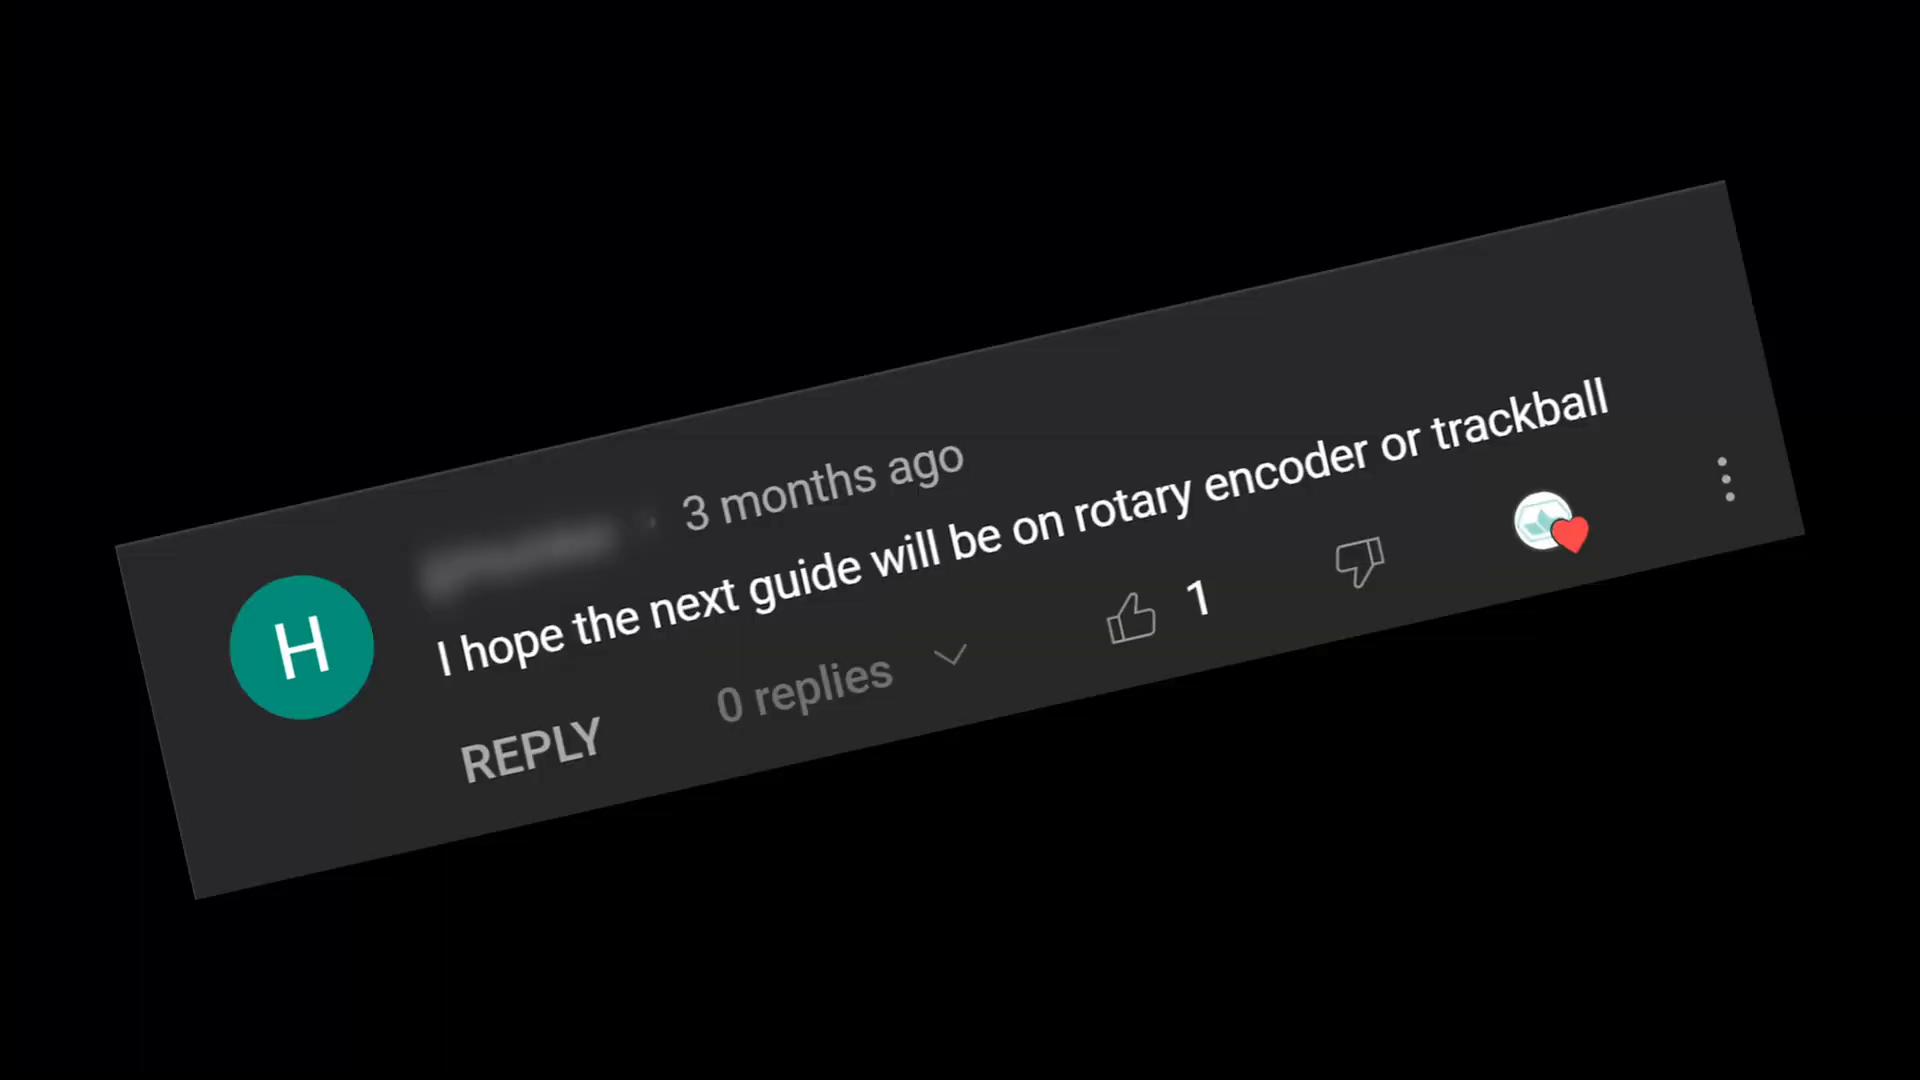 3 months ago
H
I hope the next guide will be on rotary encoder or trackball
REPLY 0 replies 1